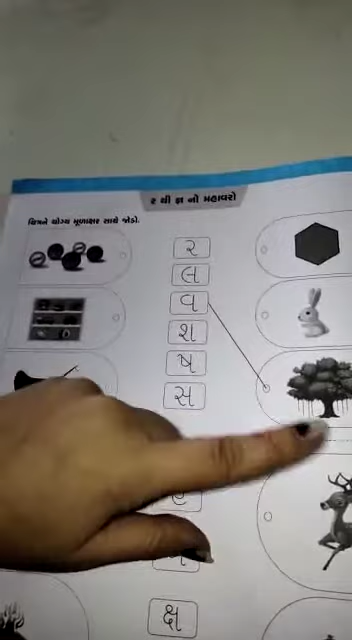 ર થી જ્ઞ નો મહાવરો
ચિત્રને યોગ્ય મૂળાક્ષર સાથે જોડો.
ર
લ
વ
શ
ષ
સ
ક્ષ